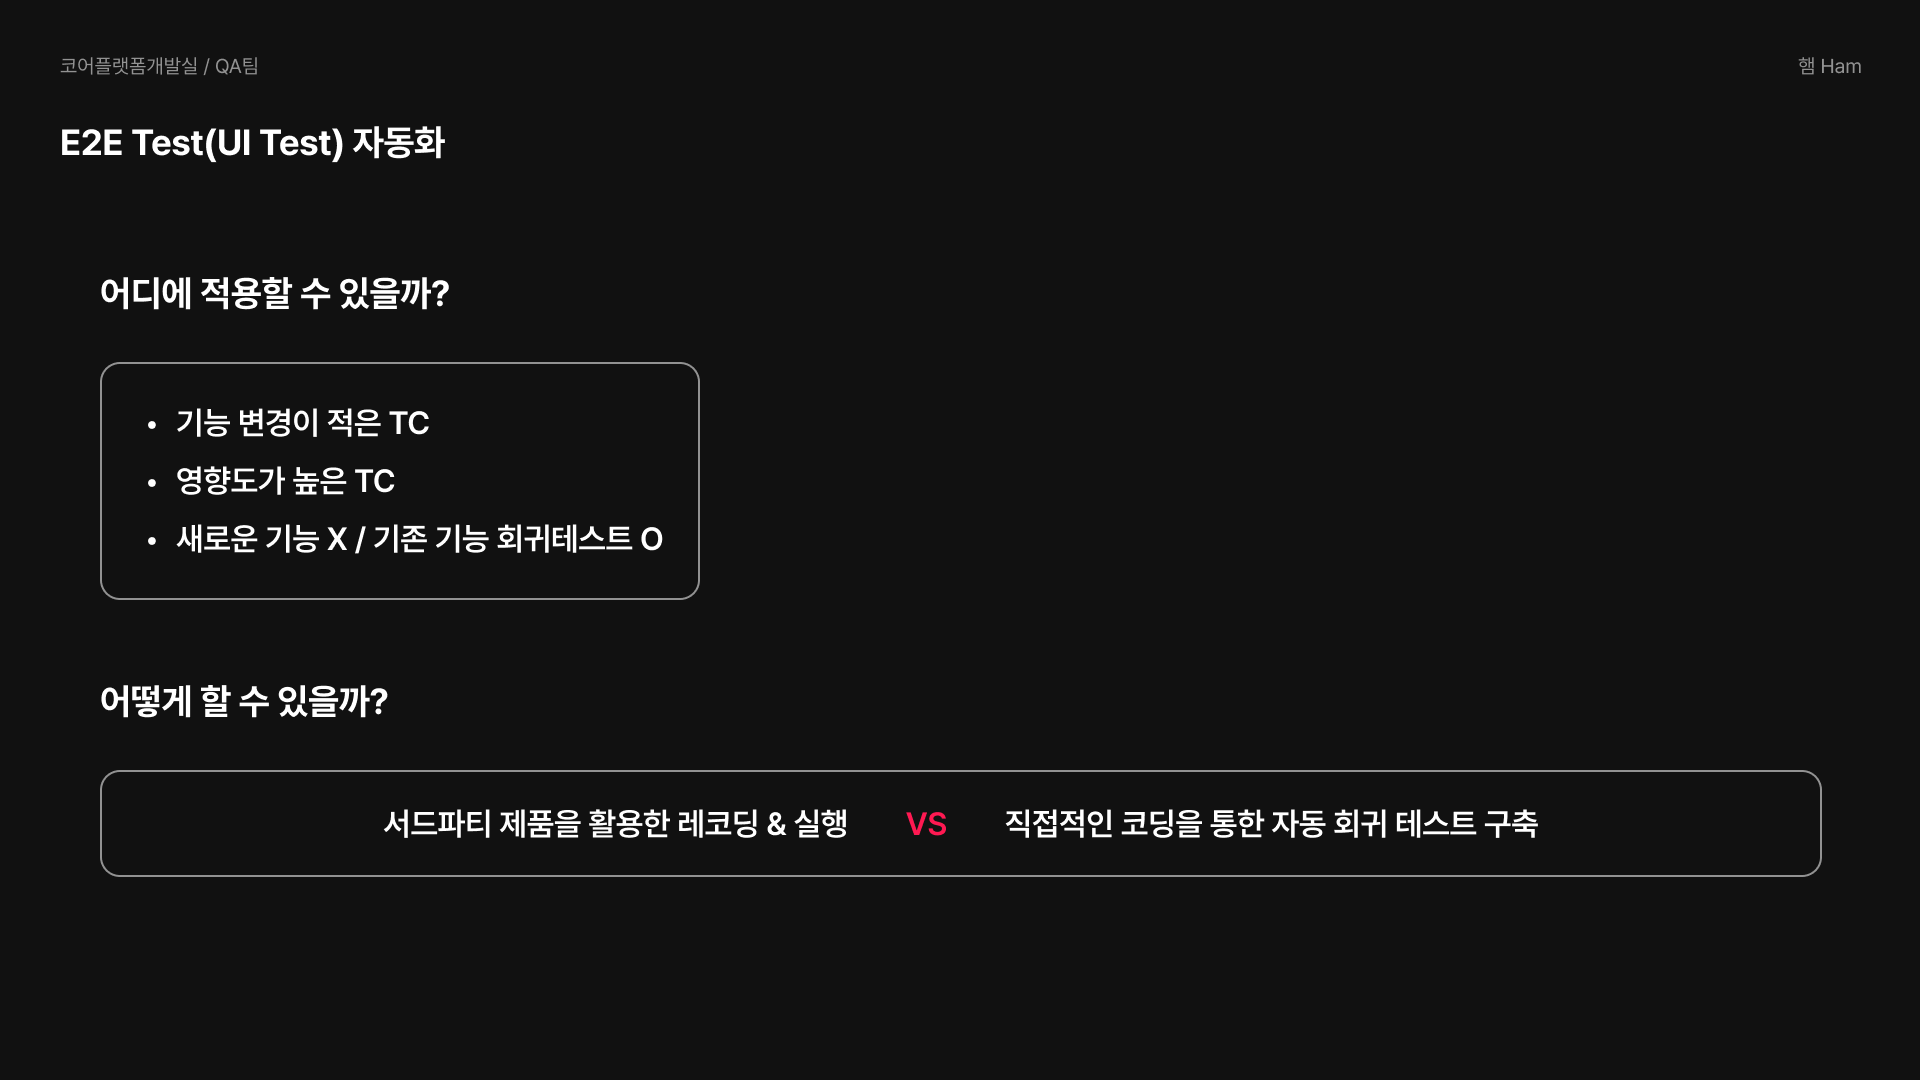 코어플랫폼개발실 / QA팀
햄 Ham
E2E Test(UI Test) 자동화
어디에 적용할 수 있을까?
• 기능 변경이 적은 TC
• 영향도가 높은 TC
• 새로운 기능 X / 기존 기능 회귀테스트 O
어떻게 할 수 있을까?
서드파티 제품을 활용한 레코딩 & 실행 VS 직접적인 코딩을 통한 자동 회귀 테스트 구축